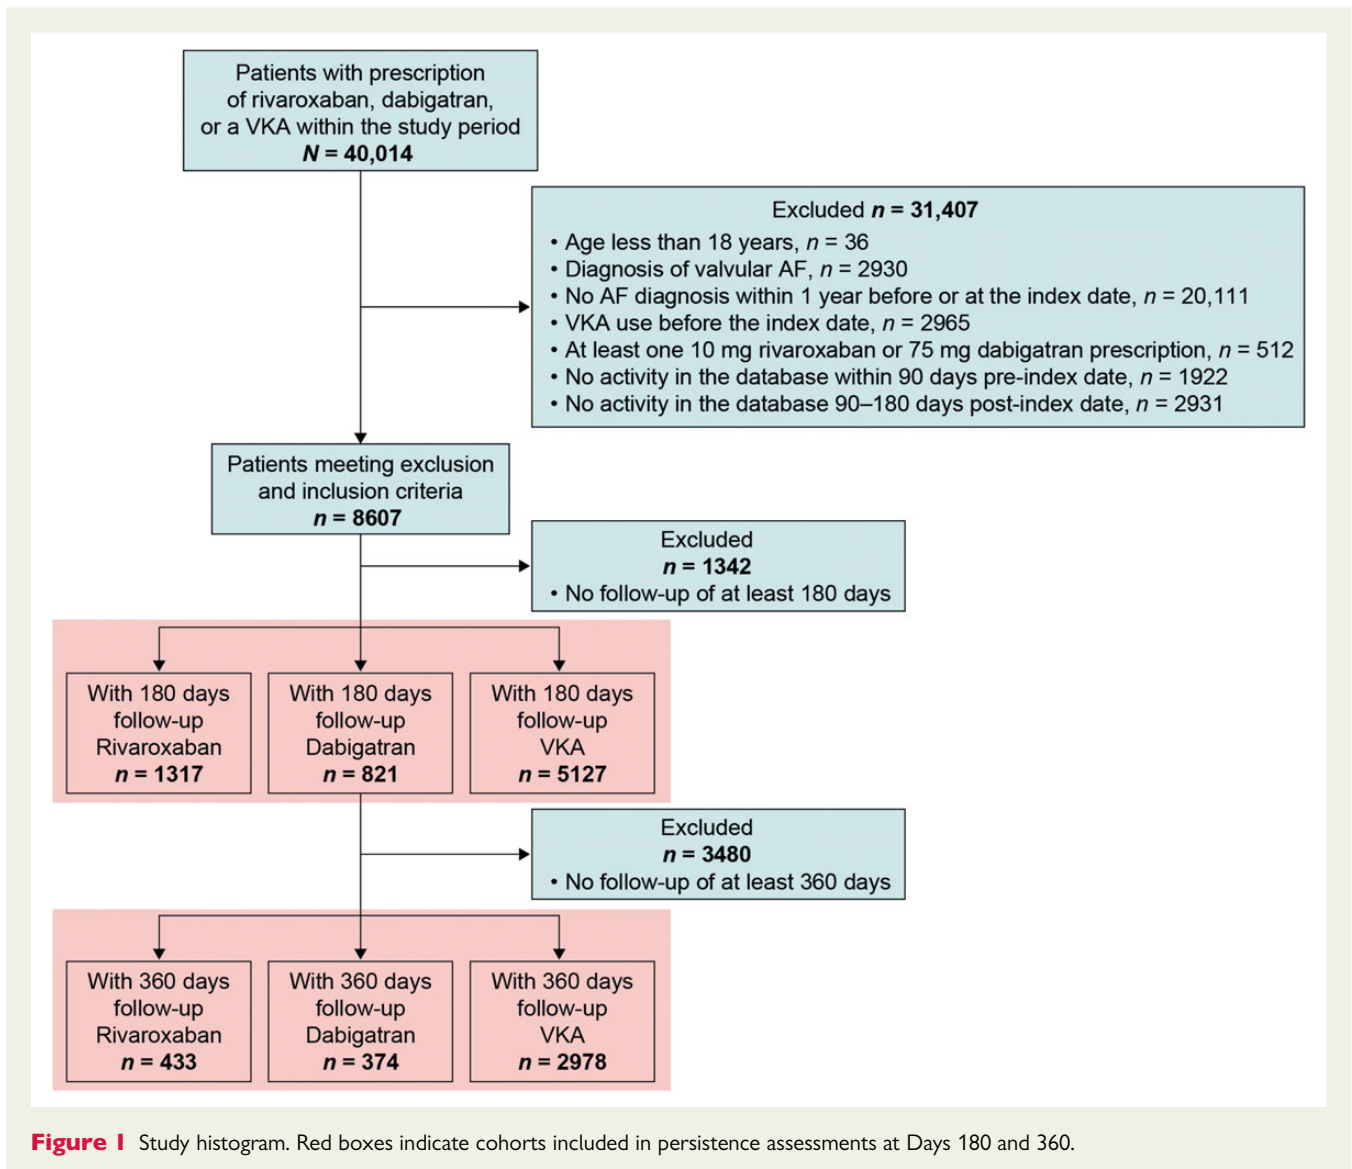 Patients with prescription
of rivaroxaban, dabigatran,
or a VKA within the study period
N = 40,014
Excluded n = 31,407
• Age less than 18 years, n = 36
• Diagnosis of valvular AF, n = 2930
• No AF diagnosis within 1 year before or at the index date, n = 20,111
• VKA use before the index date, n = 2965
• At least one 10 mg rivaroxaban or 75 mg dabigatran prescription, n = 512
• No activity in the database within 90 days pre-index date, n = 1922
• No activity in the database 90–180 days post-index date, n = 2931
Patients meeting exclusion
and inclusion criteria
n = 8607
Excluded
n = 1342
• No follow-up of at least 180 days
With 180 days
follow-up
Rivaroxaban
n = 1317
With 180 days
follow-up
Dabigatran
n = 821
With 180 days
follow-up
VKA
n = 5127
Excluded
n = 3480
• No follow-up of at least 360 days
With 360 days
follow-up
Rivaroxaban
n = 433
With 360 days
follow-up
Dabigatran
n = 374
With 360 days
follow-up
VKA
n = 2978
Figure 1 Study histogram. Red boxes indicate cohorts included in persistence assessments at Days 180 and 360.